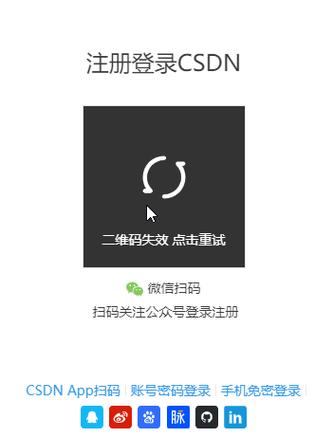 注册登录CSDN
二维码失效 点击重试
微信扫码
扫码关注公众号登录注册
CSDN App扫码 | 账号密码登录 | 手机免密登录 |
脉
in